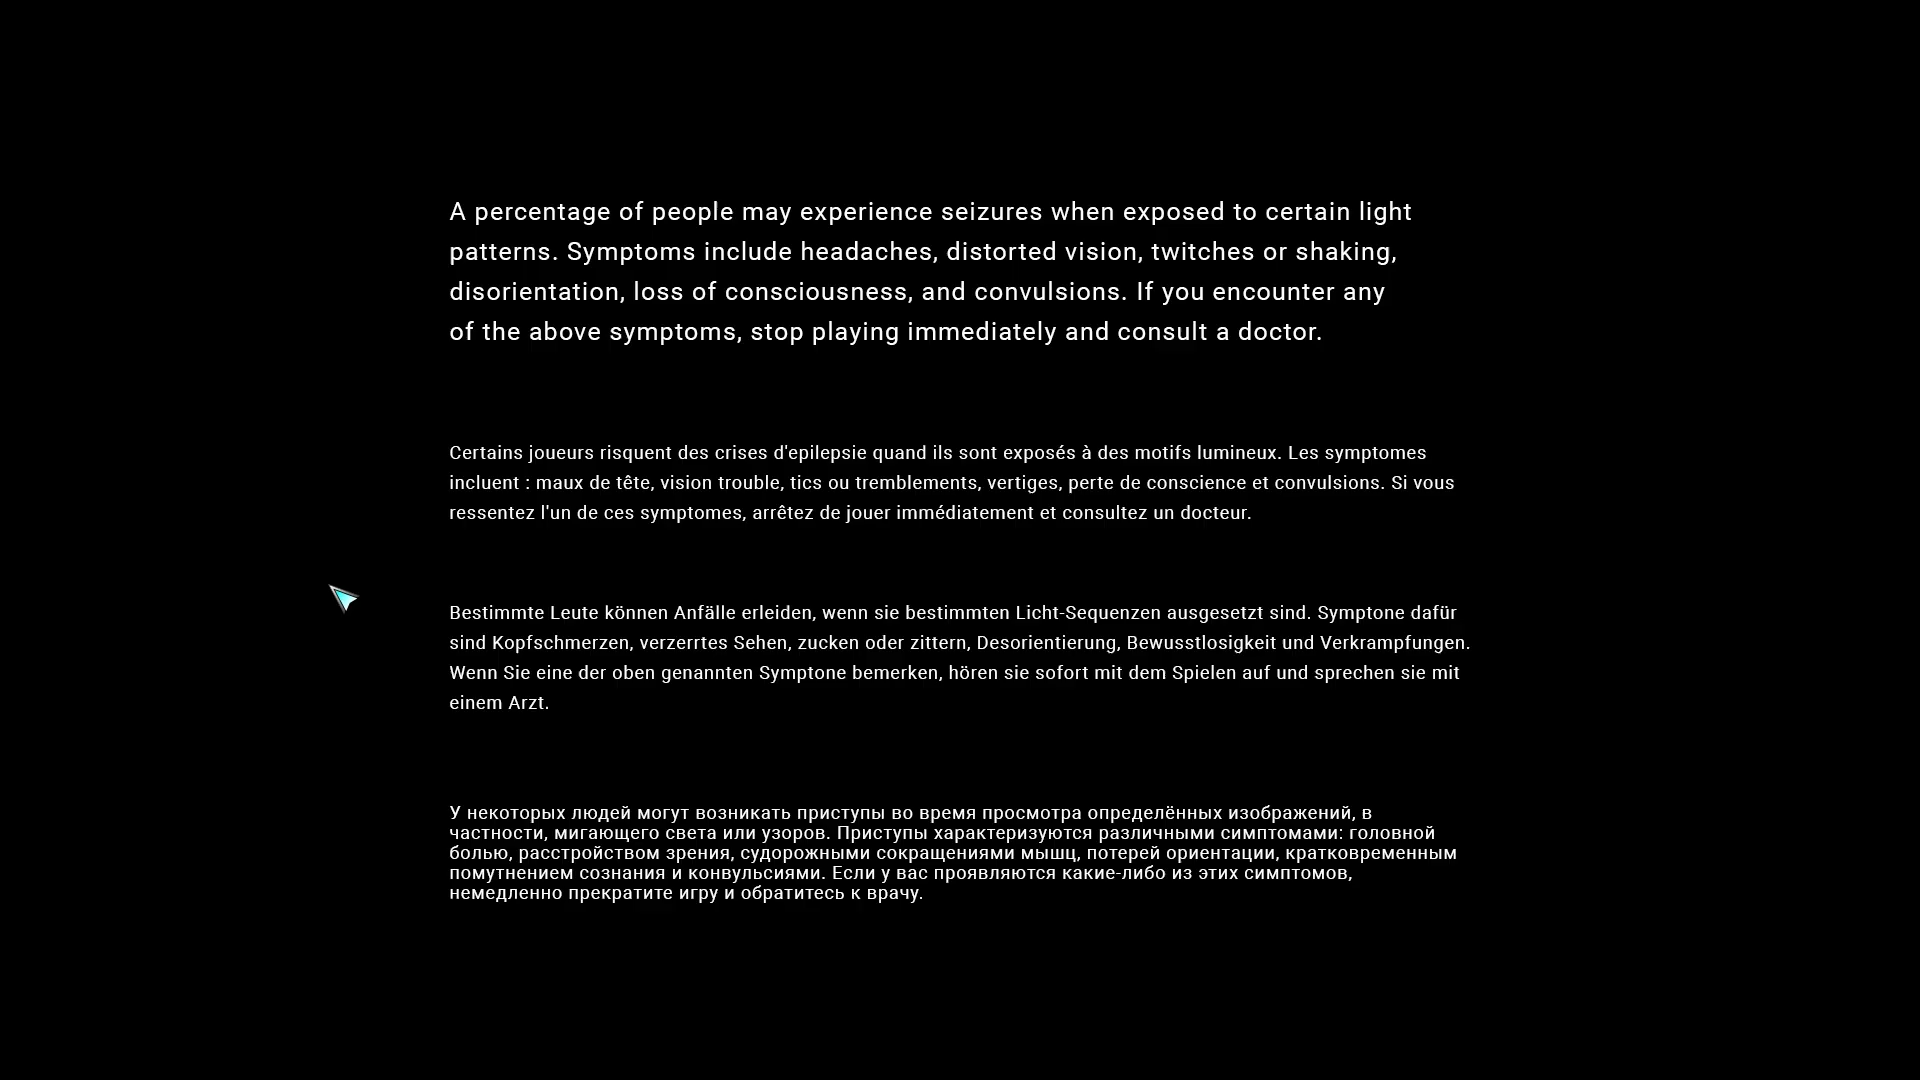 A percentage of people may experience seizures when exposed to certain light
patterns. Symptoms include headaches, distorted vision, twitches or shaking,
disorientation, loss of consciousness, and convulsions. If you encounter any
of the above symptoms, stop playing immediately and consult a doctor.
Certains joueurs risquent des crises d'epilepsie quand ils sont exposés à des motifs lumineux. Les symptomes
incluent : maux de tête, vision trouble, tics ou tremblements, vertiges, perte de conscience et convulsions. Si vous
ressentez l'un de ces symptomes, arrêtez de jouer immédiatement et consultez un docteur.
Bestimmte Leute können Anfälle erleiden, wenn sie bestimmten Licht-Sequenzen ausgesetzt sind. Symptone dafür
sind Kopfschmerzen, verzerrtes Sehen, zucken oder zittern, Desorientierung, Bewusstlosigkeit und Verkrampfungen.
Wenn Sie eine der oben genannten Symptone bemerken, hören sie sofort mit dem Spielen auf und sprechen sie mit
einem Arzt.
У некоторых людей могут возникать приступы во время просмотра определённых изображений, в
частности, мигающего света или узоров. Приступы характеризуются различными симптомами: головной
болью, расстройством зрения, судорожными сокращениями мышц, потерей ориентации, кратковременным
помутнением сознания и конвульсиями. Если у вас проявляются какие-либо из этих симптомов,
немедленно прекратите игру и обратитесь к врачу.